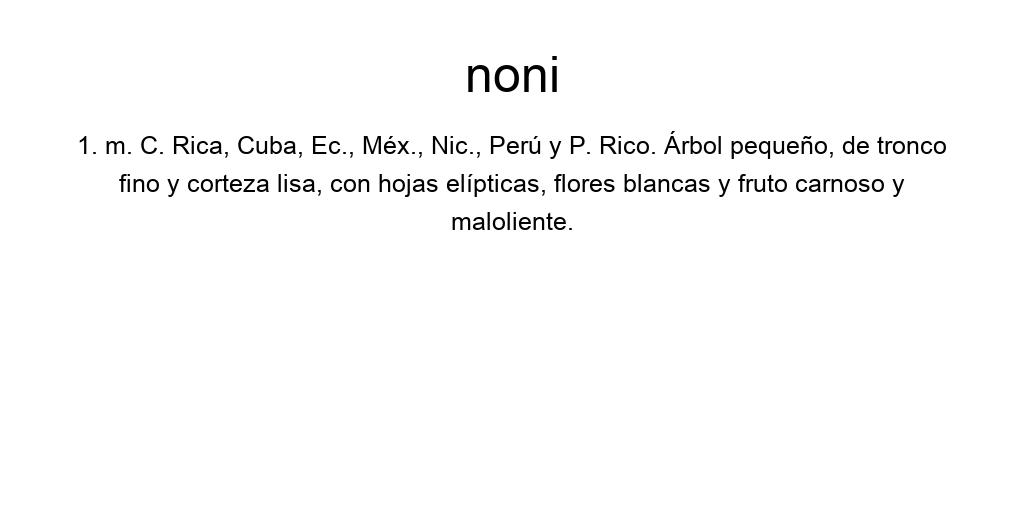 noni
1. m. C. Rica, Cuba, Ec., Méx., Nic., Perú y P. Rico. Árbol pequeño, de tronco
fino y corteza lisa, con hojas elípticas, flores blancas y fruto carnoso y
maloliente.